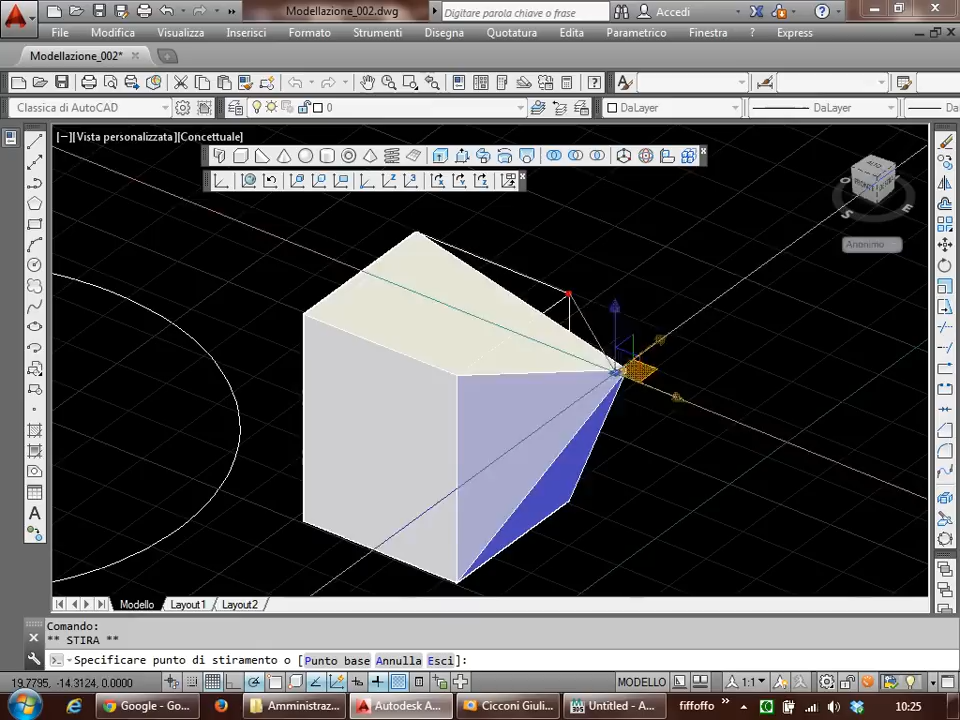 Modellazione_002.dwg
Digitare parola chiave o frase
Accedi
File Modifica Visualizza Inserisci Formato Strumenti Disegna Quotatura Edita Parametrico Finestra ? Express
Modellazione_002*
Classica di AutoCAD
0
DaLayer
DaLayer
[−][Vista personalizzata][Concettuale]
ALTO
FRONTE
O
S
E
Anonimo
Modello Layout1 Layout2
Comando:
** STIRA **
Specificare punto di stiramento o [Punto base Annulla Esci]:
19.7795, -14.3124, 0.0000
MODELLO
1:1
Google - Go...
Amministraz...
Autodesk A...
Cicconi Giuli...
Untitled - A...
fiffoffo
10:25